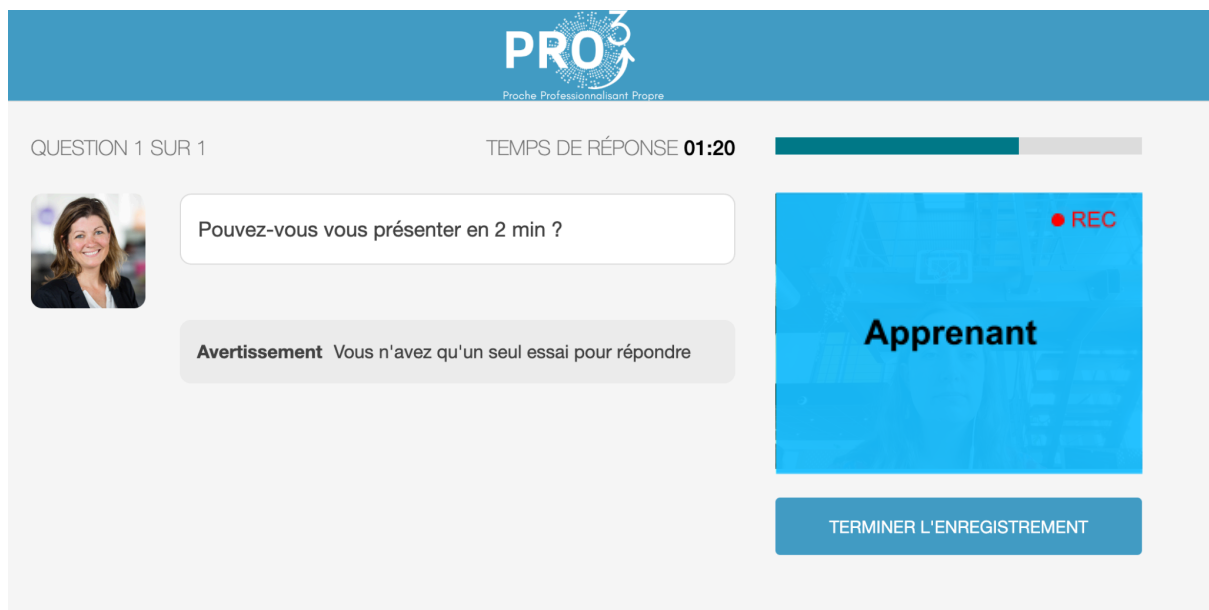 PRO3
Proche Professionnalisant Propre
QUESTION 1 SUR 1
TEMPS DE RÉPONSE 01:20
Pouvez-vous vous présenter en 2 min ?
Avertissement Vous n'avez qu'un seul essai pour répondre
REC
Apprenant
TERMINER L'ENREGISTREMENT